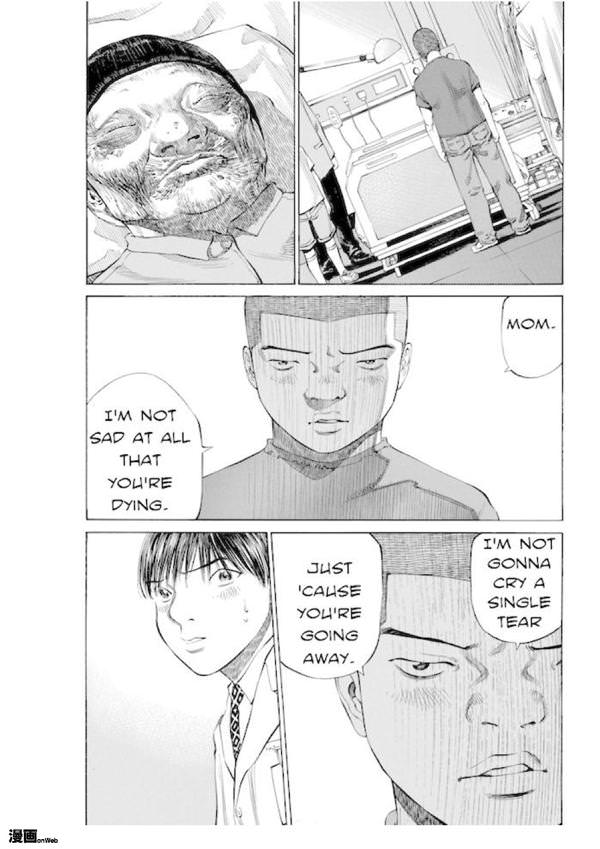 MOM.
I'M NOT
SAD AT ALL
THAT
YOU'RE
DYING.
I'M NOT
GONNA
CRY A
SINGLE
TEAR
JUST
'CAUSE
YOU'RE
GOING
AWAY.
漫画onWeb